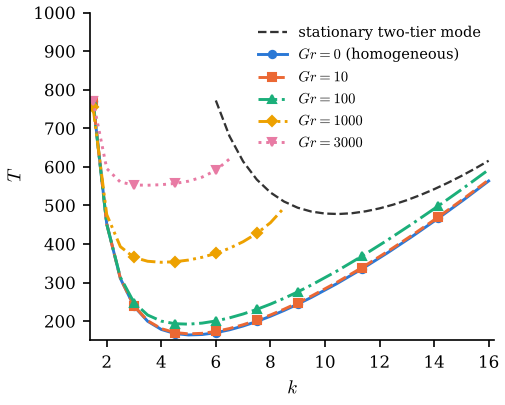 1000
900
800
700
600
500
400
300
200
T
2
4
6
8
10
12
14
16
k
stationary two-tier mode
Gr = 0 (homogeneous)
Gr = 10
Gr = 100
Gr = 1000
Gr = 3000